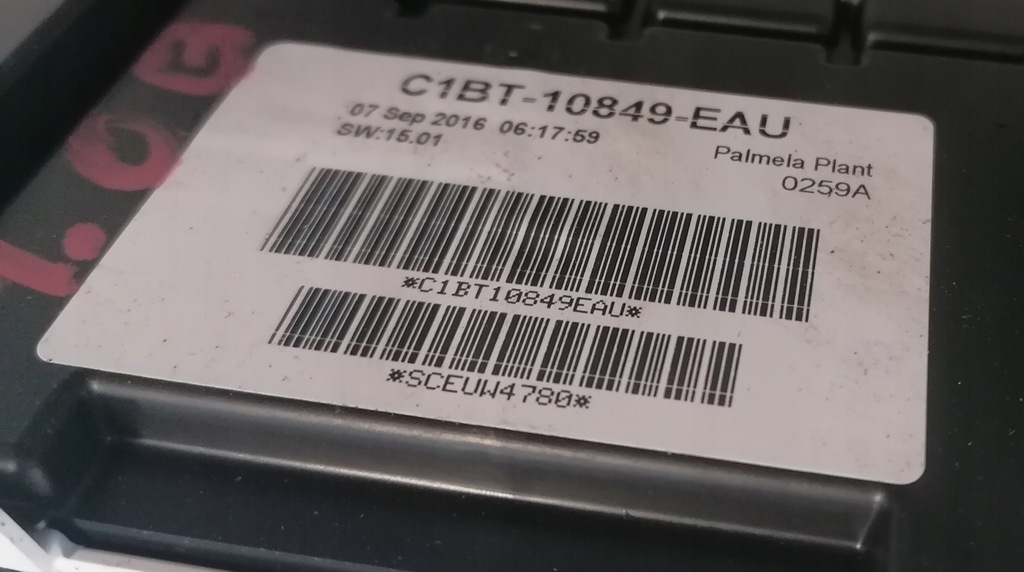 C1BT-10849-EAU
07 Sep 2016 06:17:59
SW:15.01
Palmela Plant
0259A
*C1BT10849EAU*
*SCEUW4780*